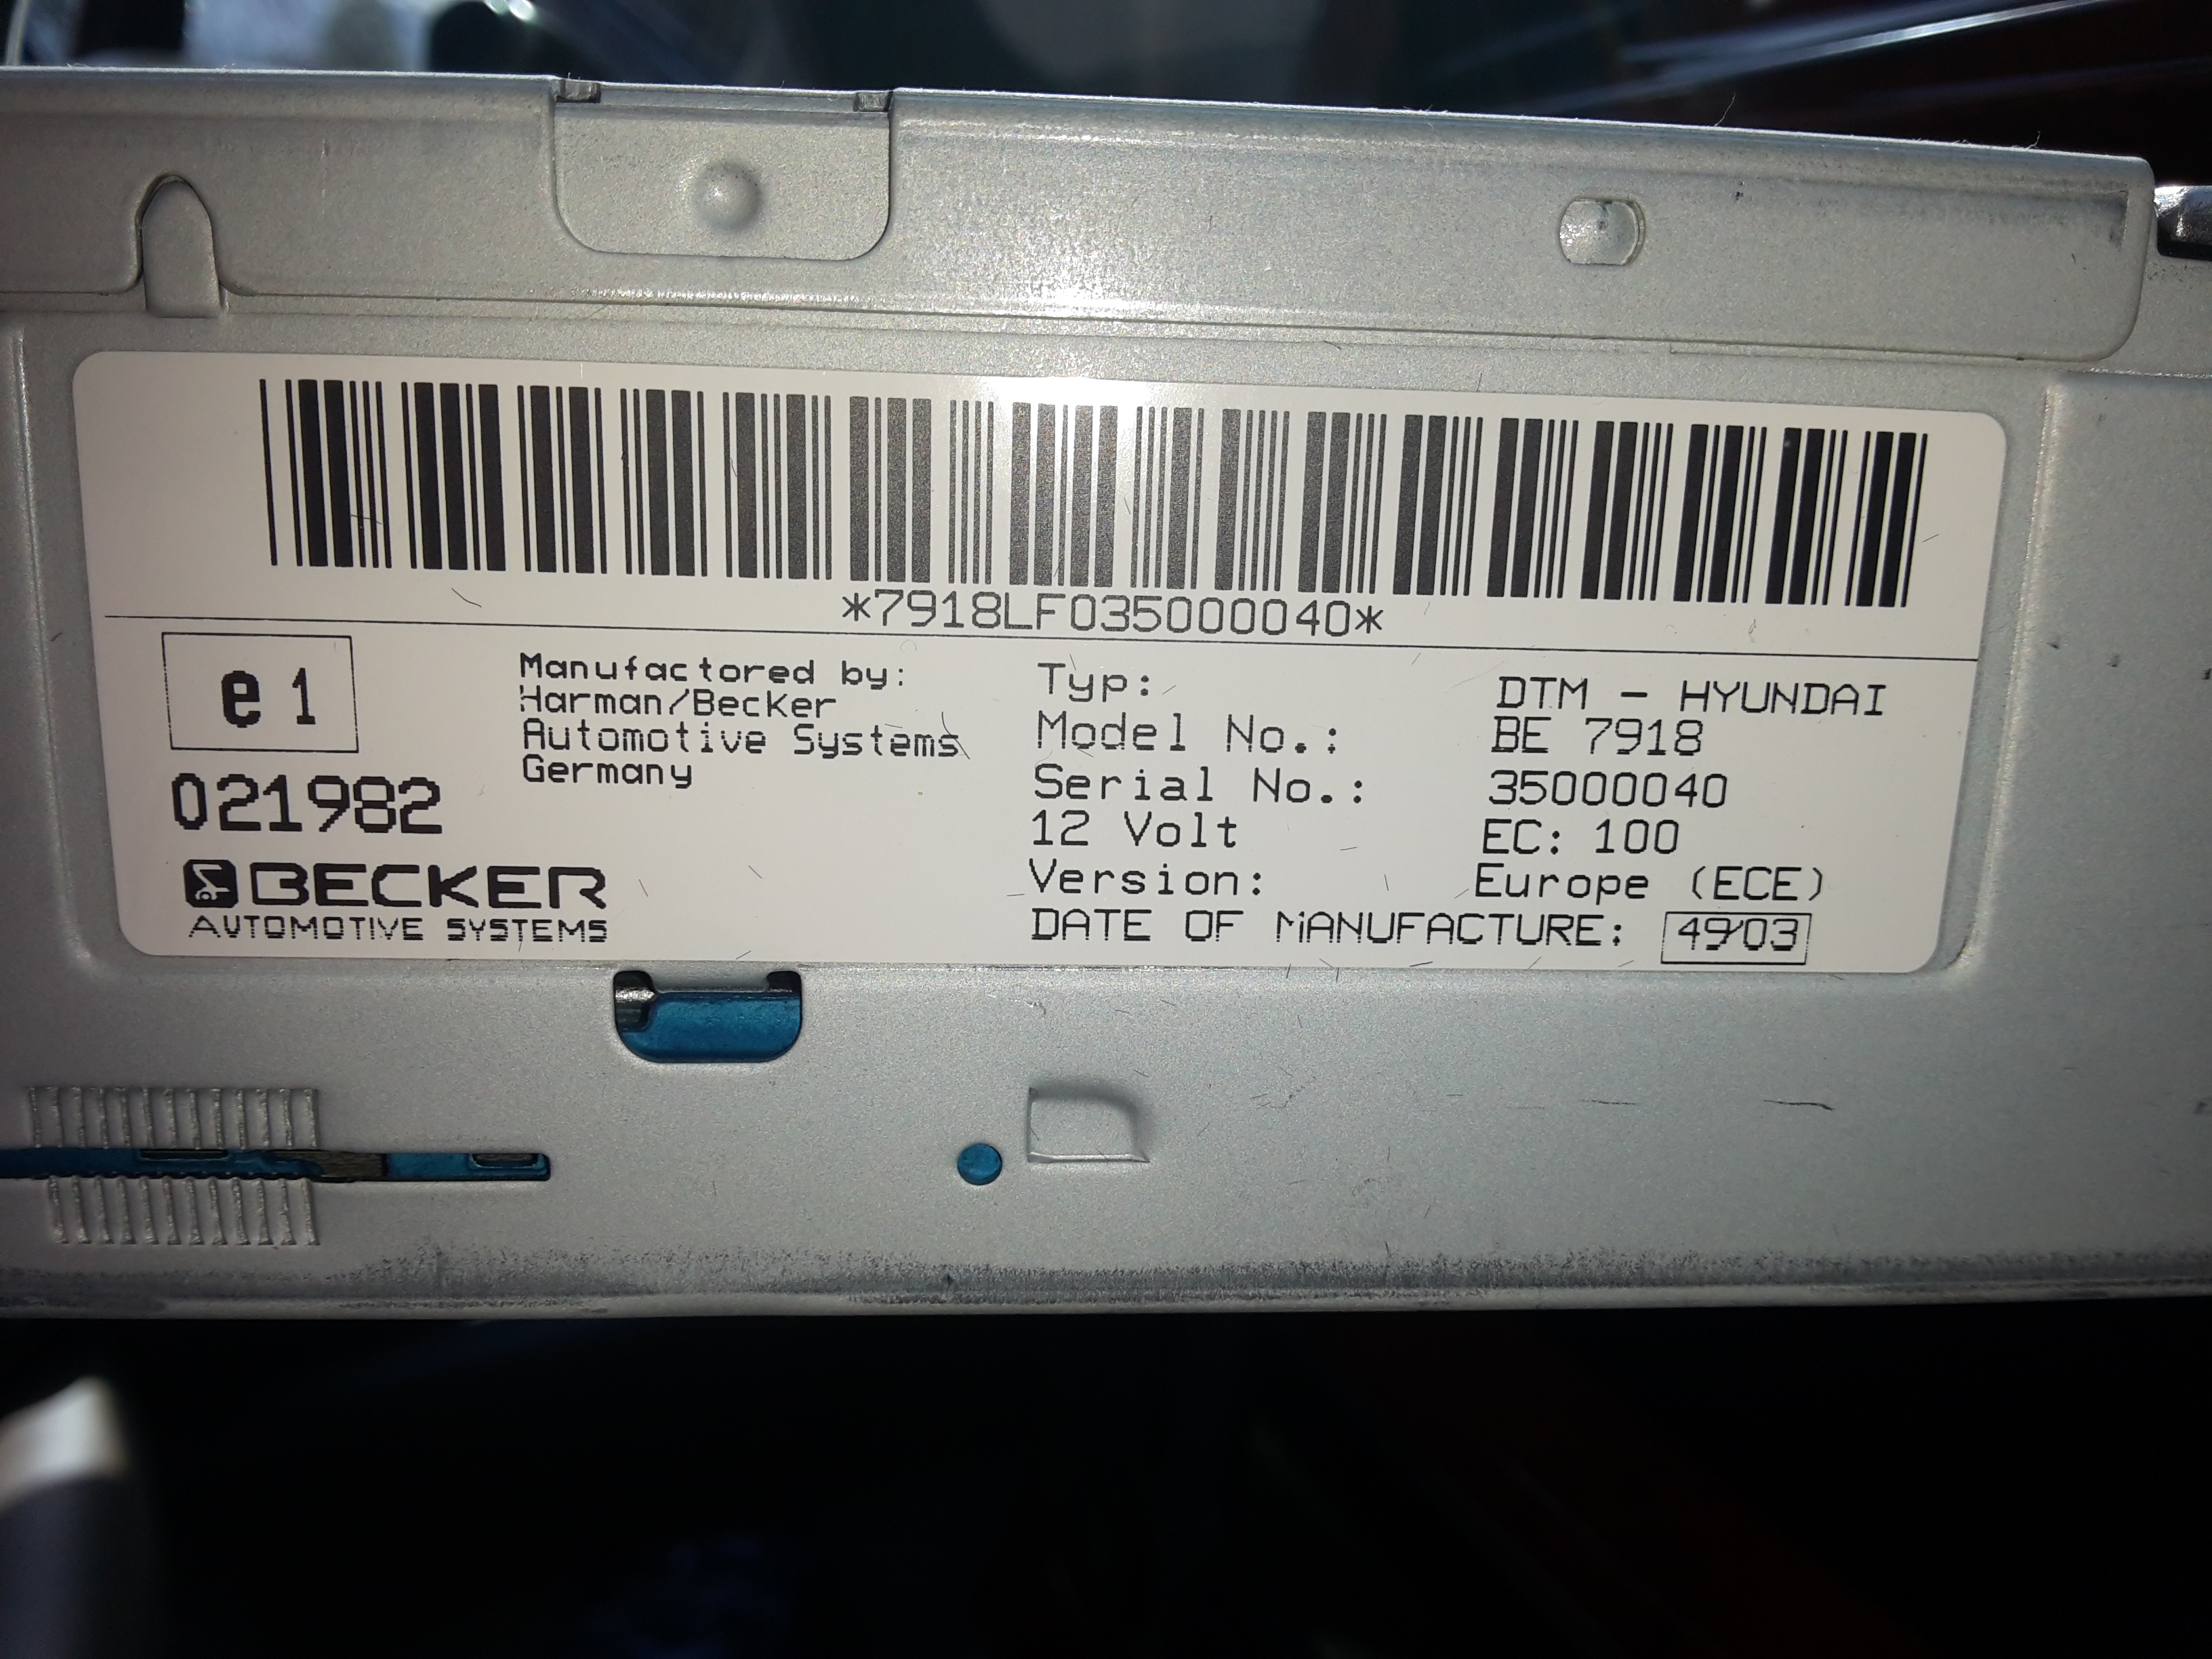 *7918LF035000040*
e1
021982
BECKER
AUTOMOTIVE SYSTEMS
Manufactored by:
Harman/Becker
Automotive Systems
Germany
Typ: DTM - HYUNDAI
Model No.: BE 7918
Serial No.: 35000040
12 Volt EC: 100
Version: Europe (ECE)
DATE OF MANUFACTURE: 49/03